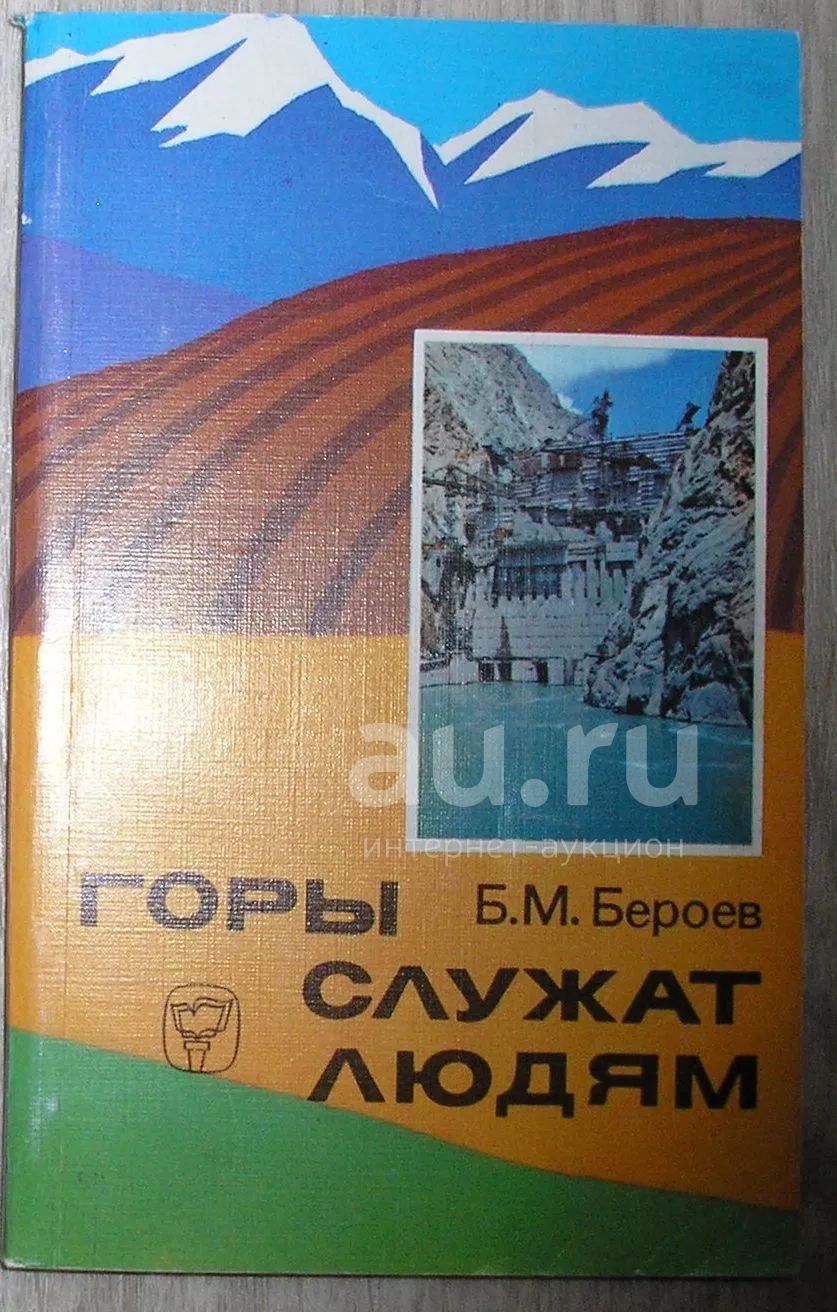 au.ru
интернет-аукцион
ГОРЫ
Б.М. Бероев
СЛУЖАТ
ЛЮДЯМ